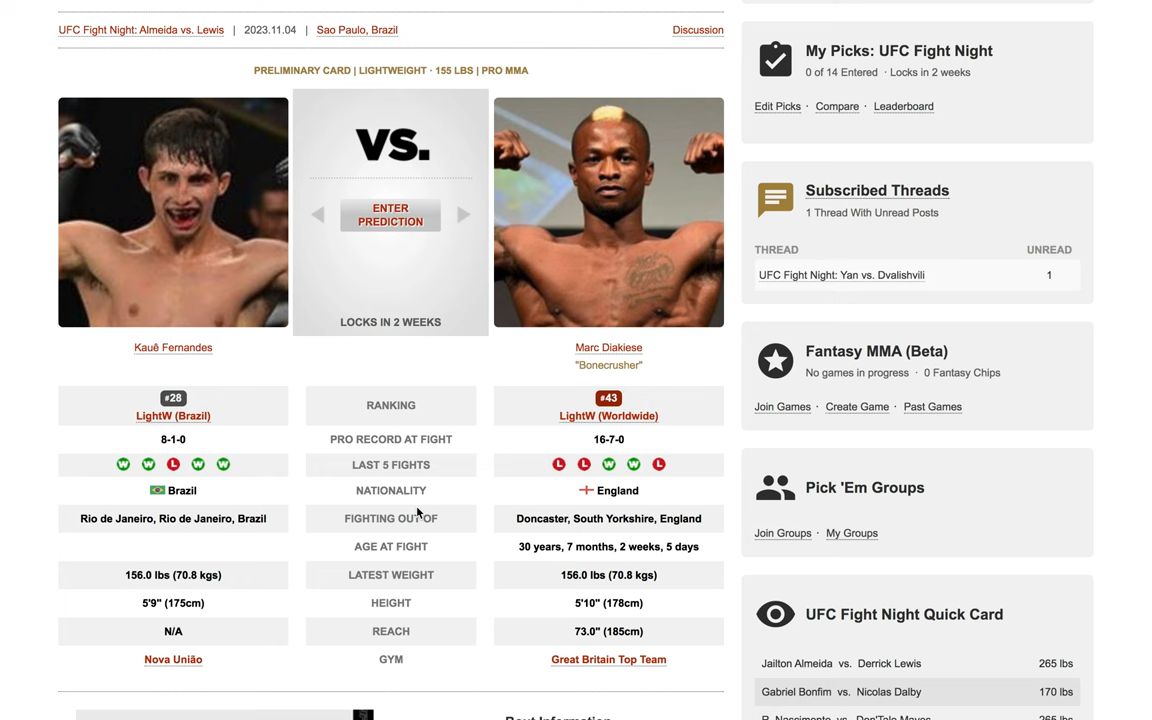 UFC Fight Night: Almeida vs. Lewis | 2023.11.04 | Sao Paulo, Brazil
Discussion
PRELIMINARY CARD | LIGHTWEIGHT · 155 LBS | PRO MMA
VS.
ENTER
PREDICTION
LOCKS IN 2 WEEKS
Kauê Fernandes
Marc Diakiese
"Bonecrusher"
#28
LightW (Brazil)
RANKING
#43
LightW (Worldwide)
8-1-0
PRO RECORD AT FIGHT
16-7-0
W W L W W
LAST 5 FIGHTS
L L W W L
Brazil
NATIONALITY
England
Rio de Janeiro, Rio de Janeiro, Brazil
FIGHTING OUT OF
Doncaster, South Yorkshire, England
AGE AT FIGHT
30 years, 7 months, 2 weeks, 5 days
156.0 lbs (70.8 kgs)
LATEST WEIGHT
156.0 lbs (70.8 kgs)
5'9" (175cm)
HEIGHT
5'10" (178cm)
N/A
REACH
73.0" (185cm)
Nova União
GYM
Great Britain Top Team
My Picks: UFC Fight Night
0 of 14 Entered · Locks in 2 weeks
Edit Picks · Compare · Leaderboard
Subscribed Threads
1 Thread With Unread Posts
THREAD UNREAD
UFC Fight Night: Yan vs. Dvalishvili 1
Fantasy MMA (Beta)
No games in progress · 0 Fantasy Chips
Join Games · Create Game · Past Games
Pick 'Em Groups
Join Groups · My Groups
UFC Fight Night Quick Card
Jailton Almeida vs. Derrick Lewis 265 lbs
Gabriel Bonfim vs. Nicolas Dalby 170 lbs